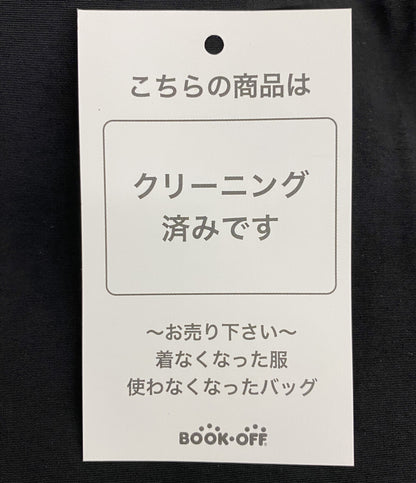 こちらの商品は
クリーニング
済みです
～お売り下さい～
着なくなった服
使わなくなったバッグ
BOOK・OFF